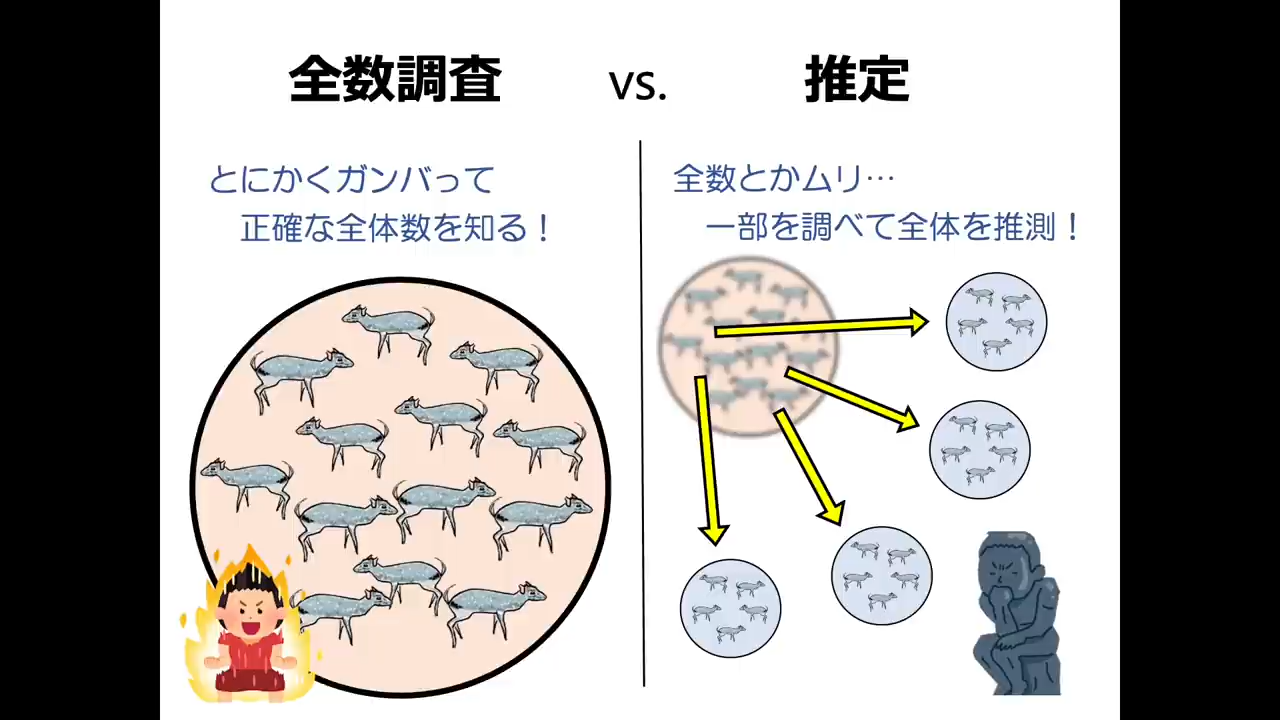 全数調査 vs. 推定
とにかくガンバって
正確な全体数を知る！
全数とかムリ…
一部を調べて全体を推測！